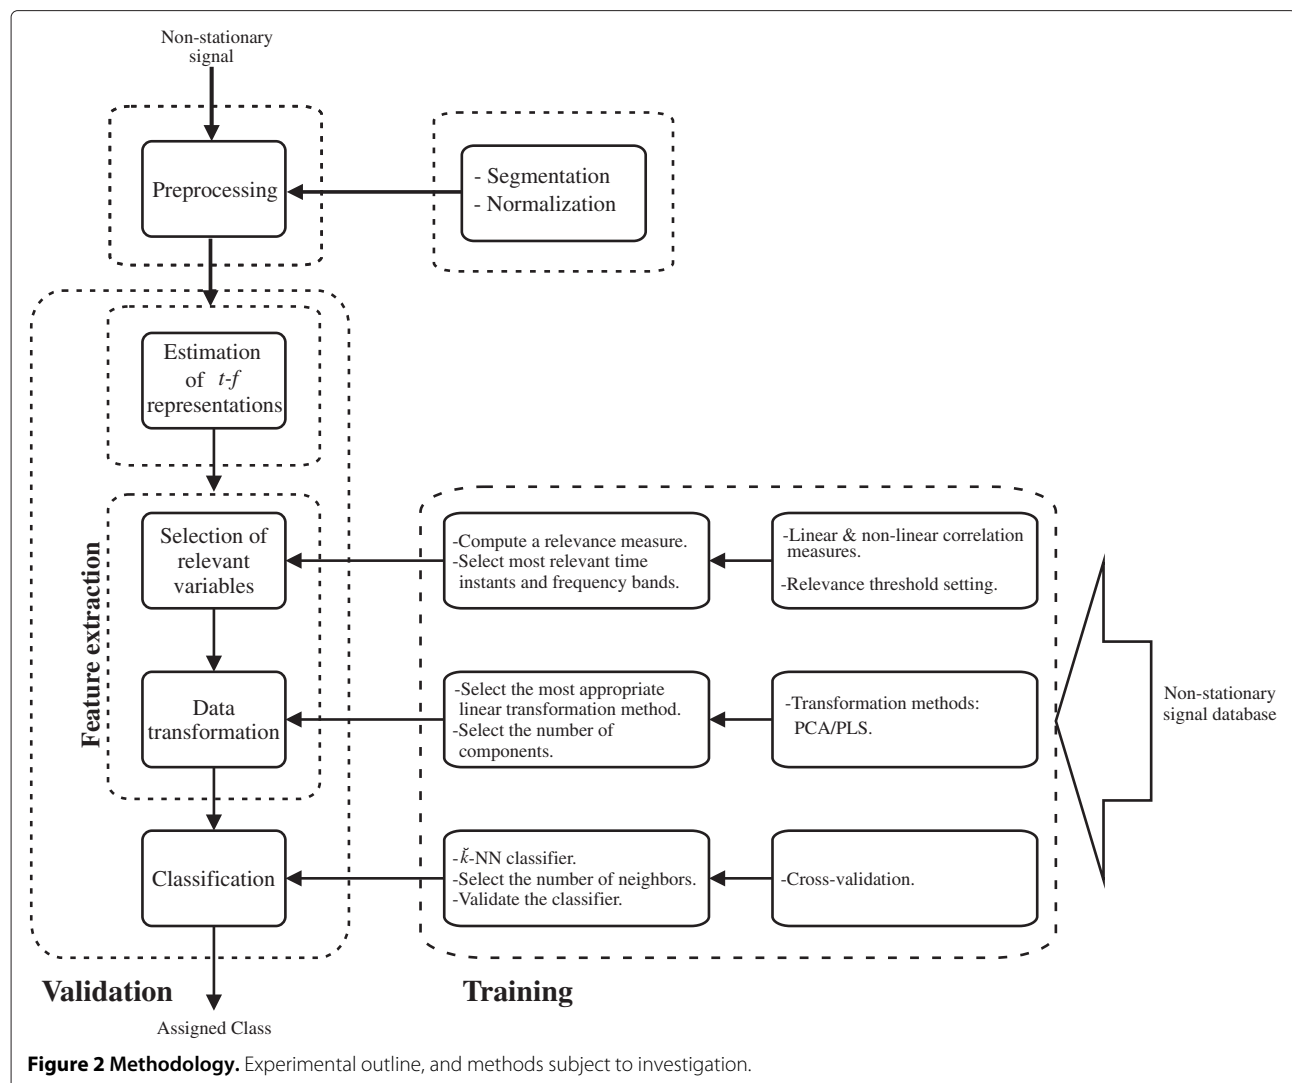 Non-stationary
signal
Preprocessing
- Segmentation
- Normalization
Estimation
of t-f
representations
Feature extraction
Selection of
relevant
variables
-Compute a relevance measure.
-Select most relevant time
instants and frequency bands.
-Linear & non-linear correlation
measures.
-Relevance threshold setting.
Data
transformation
-Select the most appropriate
linear transformation method.
-Select the number of
components.
-Transformation methods:
PCA/PLS.
Non-stationary
signal database
Classification
-ǩ-NN classifier.
-Select the number of neighbors.
-Validate the classifier.
-Cross-validation.
Validation
Training
Assigned Class
Figure 2 Methodology. Experimental outline, and methods subject to investigation.